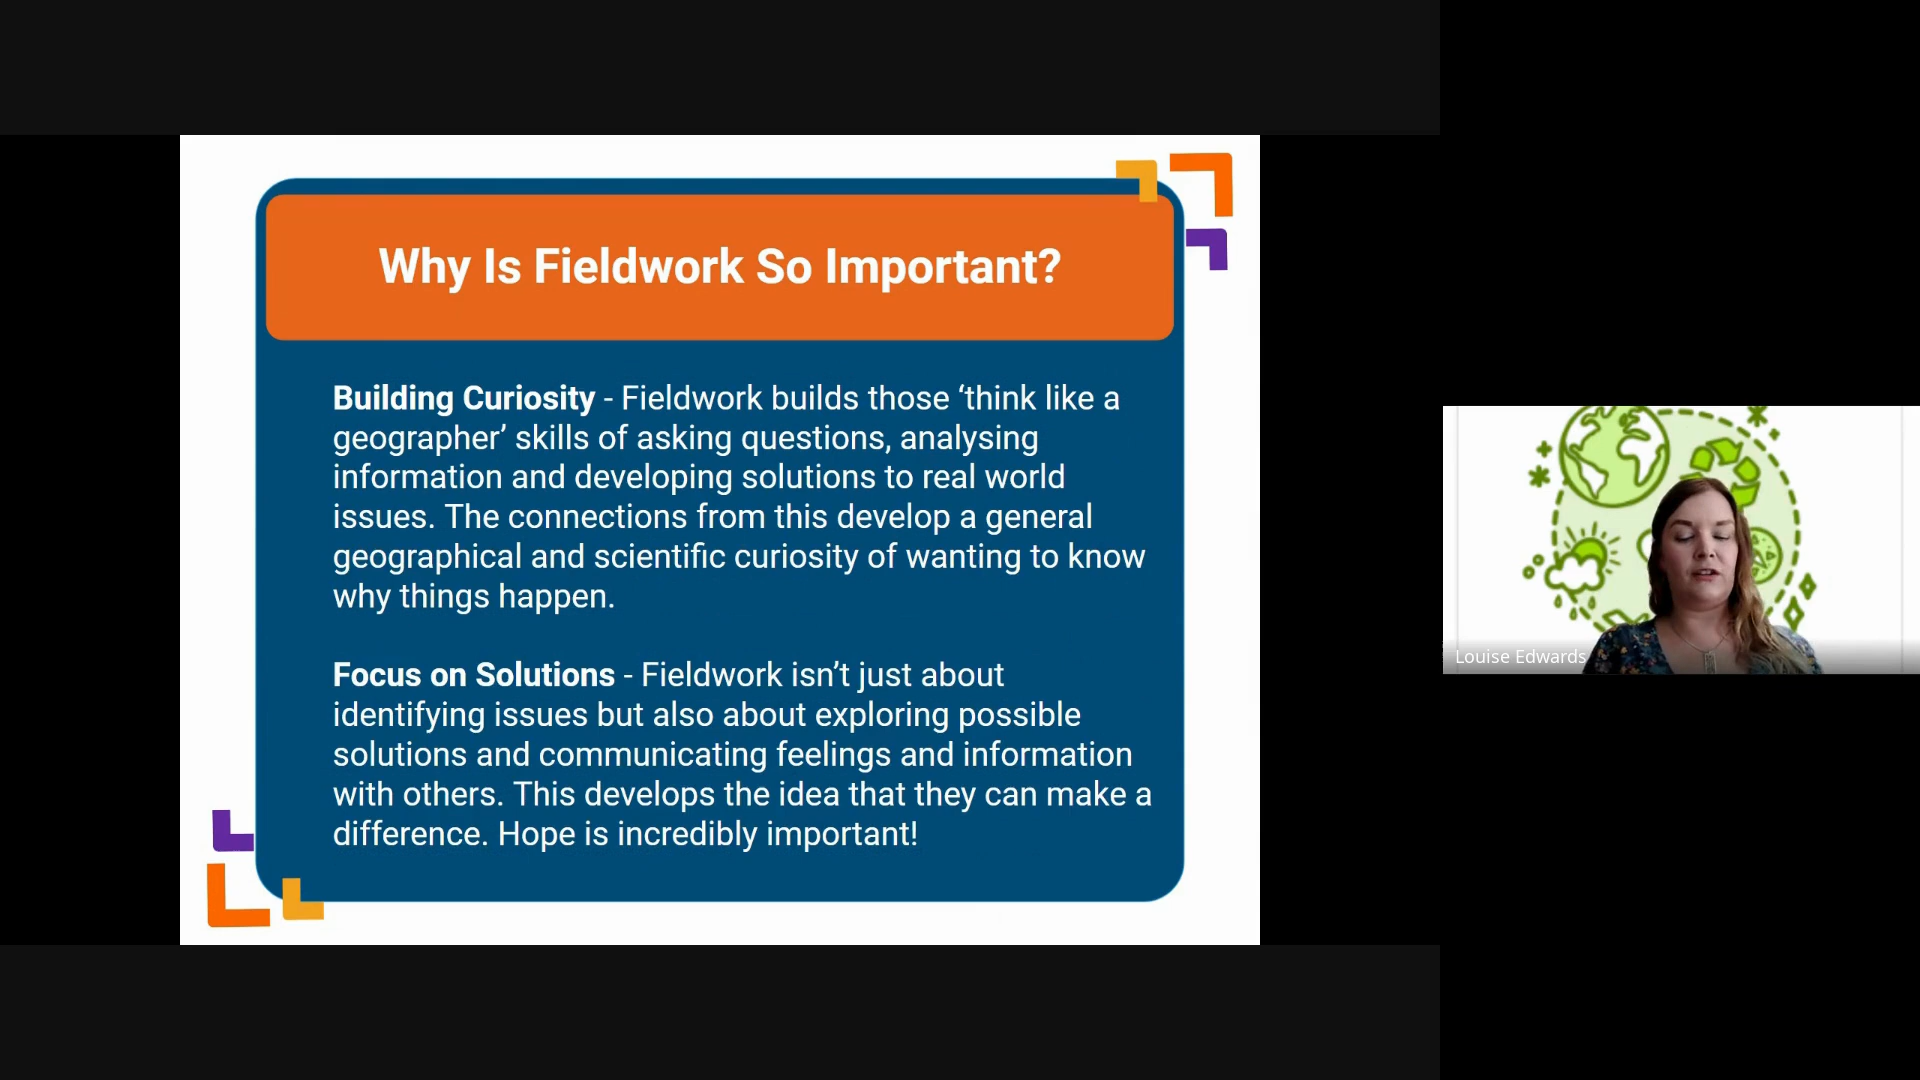 Why Is Fieldwork So Important?
Building Curiosity - Fieldwork builds those ‘think like a
geographer’ skills of asking questions, analysing
information and developing solutions to real world
issues. The connections from this develop a general
geographical and scientific curiosity of wanting to know
why things happen.
Focus on Solutions - Fieldwork isn’t just about
identifying issues but also about exploring possible
solutions and communicating feelings and information
with others. This develops the idea that they can make a
difference. Hope is incredibly important!
Louise Edwards